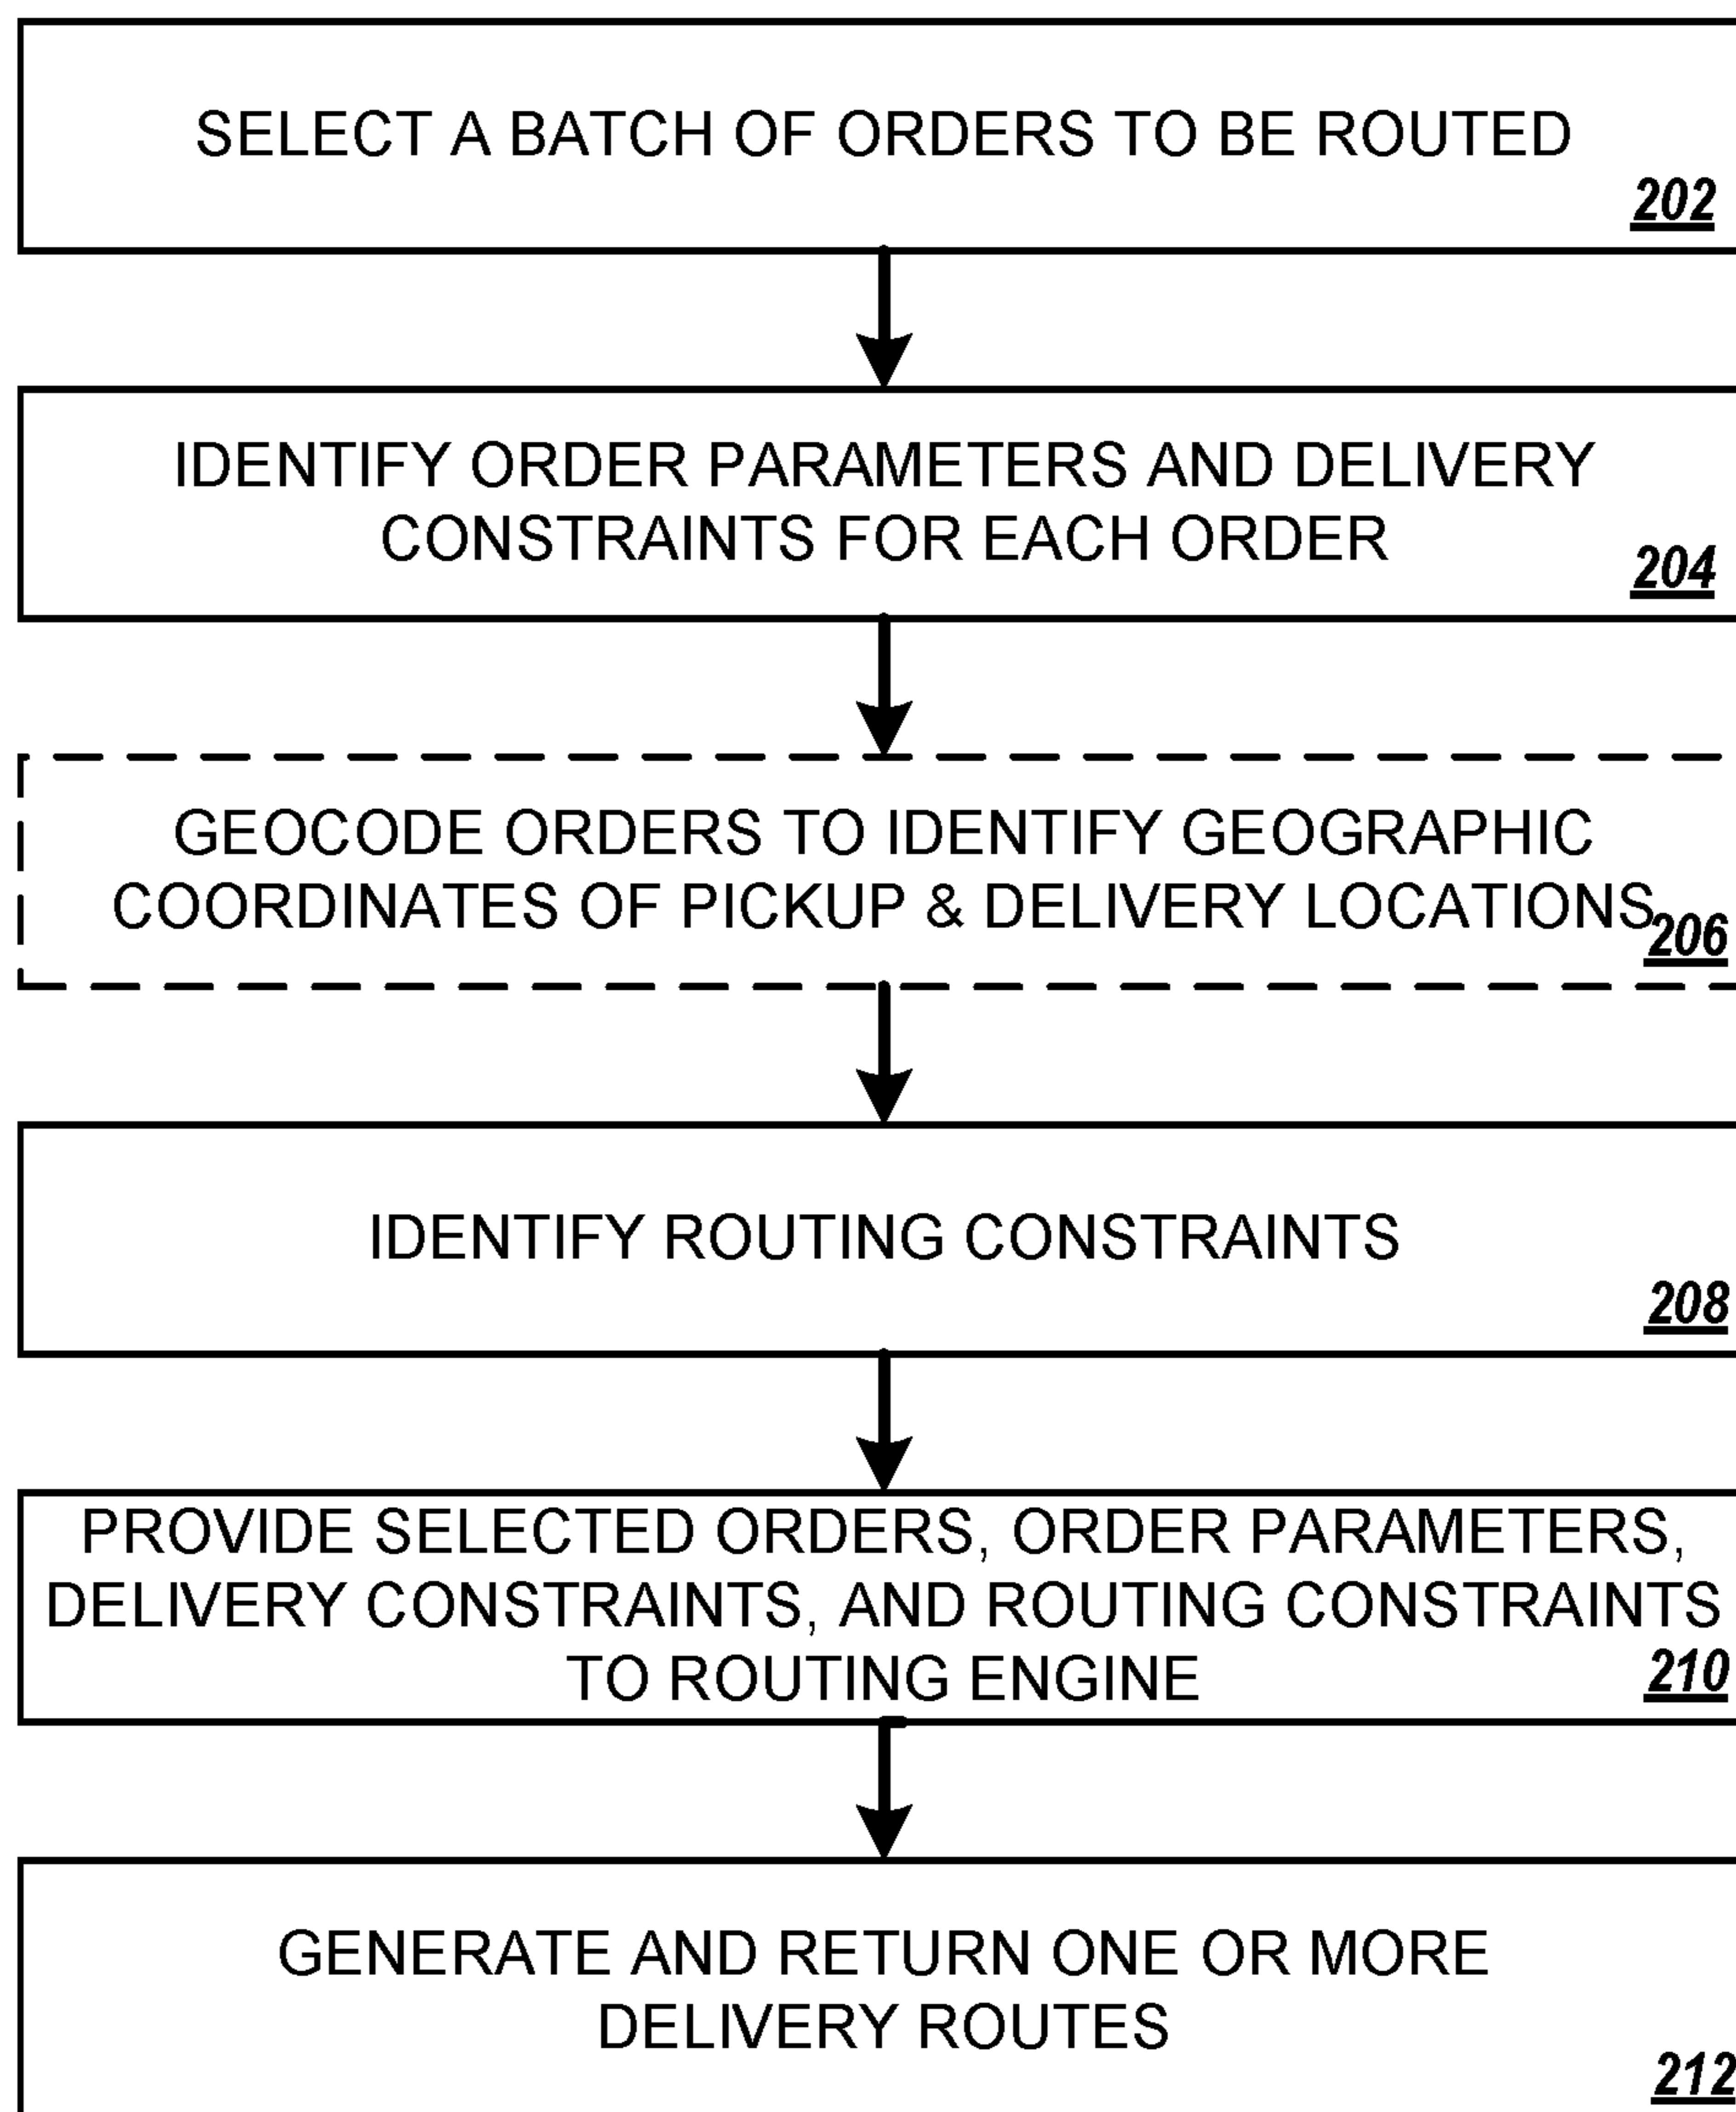 SELECT A BATCH OF ORDERS TO BE ROUTED
202
IDENTIFY ORDER PARAMETERS AND DELIVERY
CONSTRAINTS FOR EACH ORDER
204
GEOCODE ORDERS TO IDENTIFY GEOGRAPHIC
COORDINATES OF PICKUP & DELIVERY LOCATIONS
206
IDENTIFY ROUTING CONSTRAINTS
208
PROVIDE SELECTED ORDERS, ORDER PARAMETERS,
DELIVERY CONSTRAINTS, AND ROUTING CONSTRAINTS
TO ROUTING ENGINE
210
GENERATE AND RETURN ONE OR MORE
DELIVERY ROUTES
212